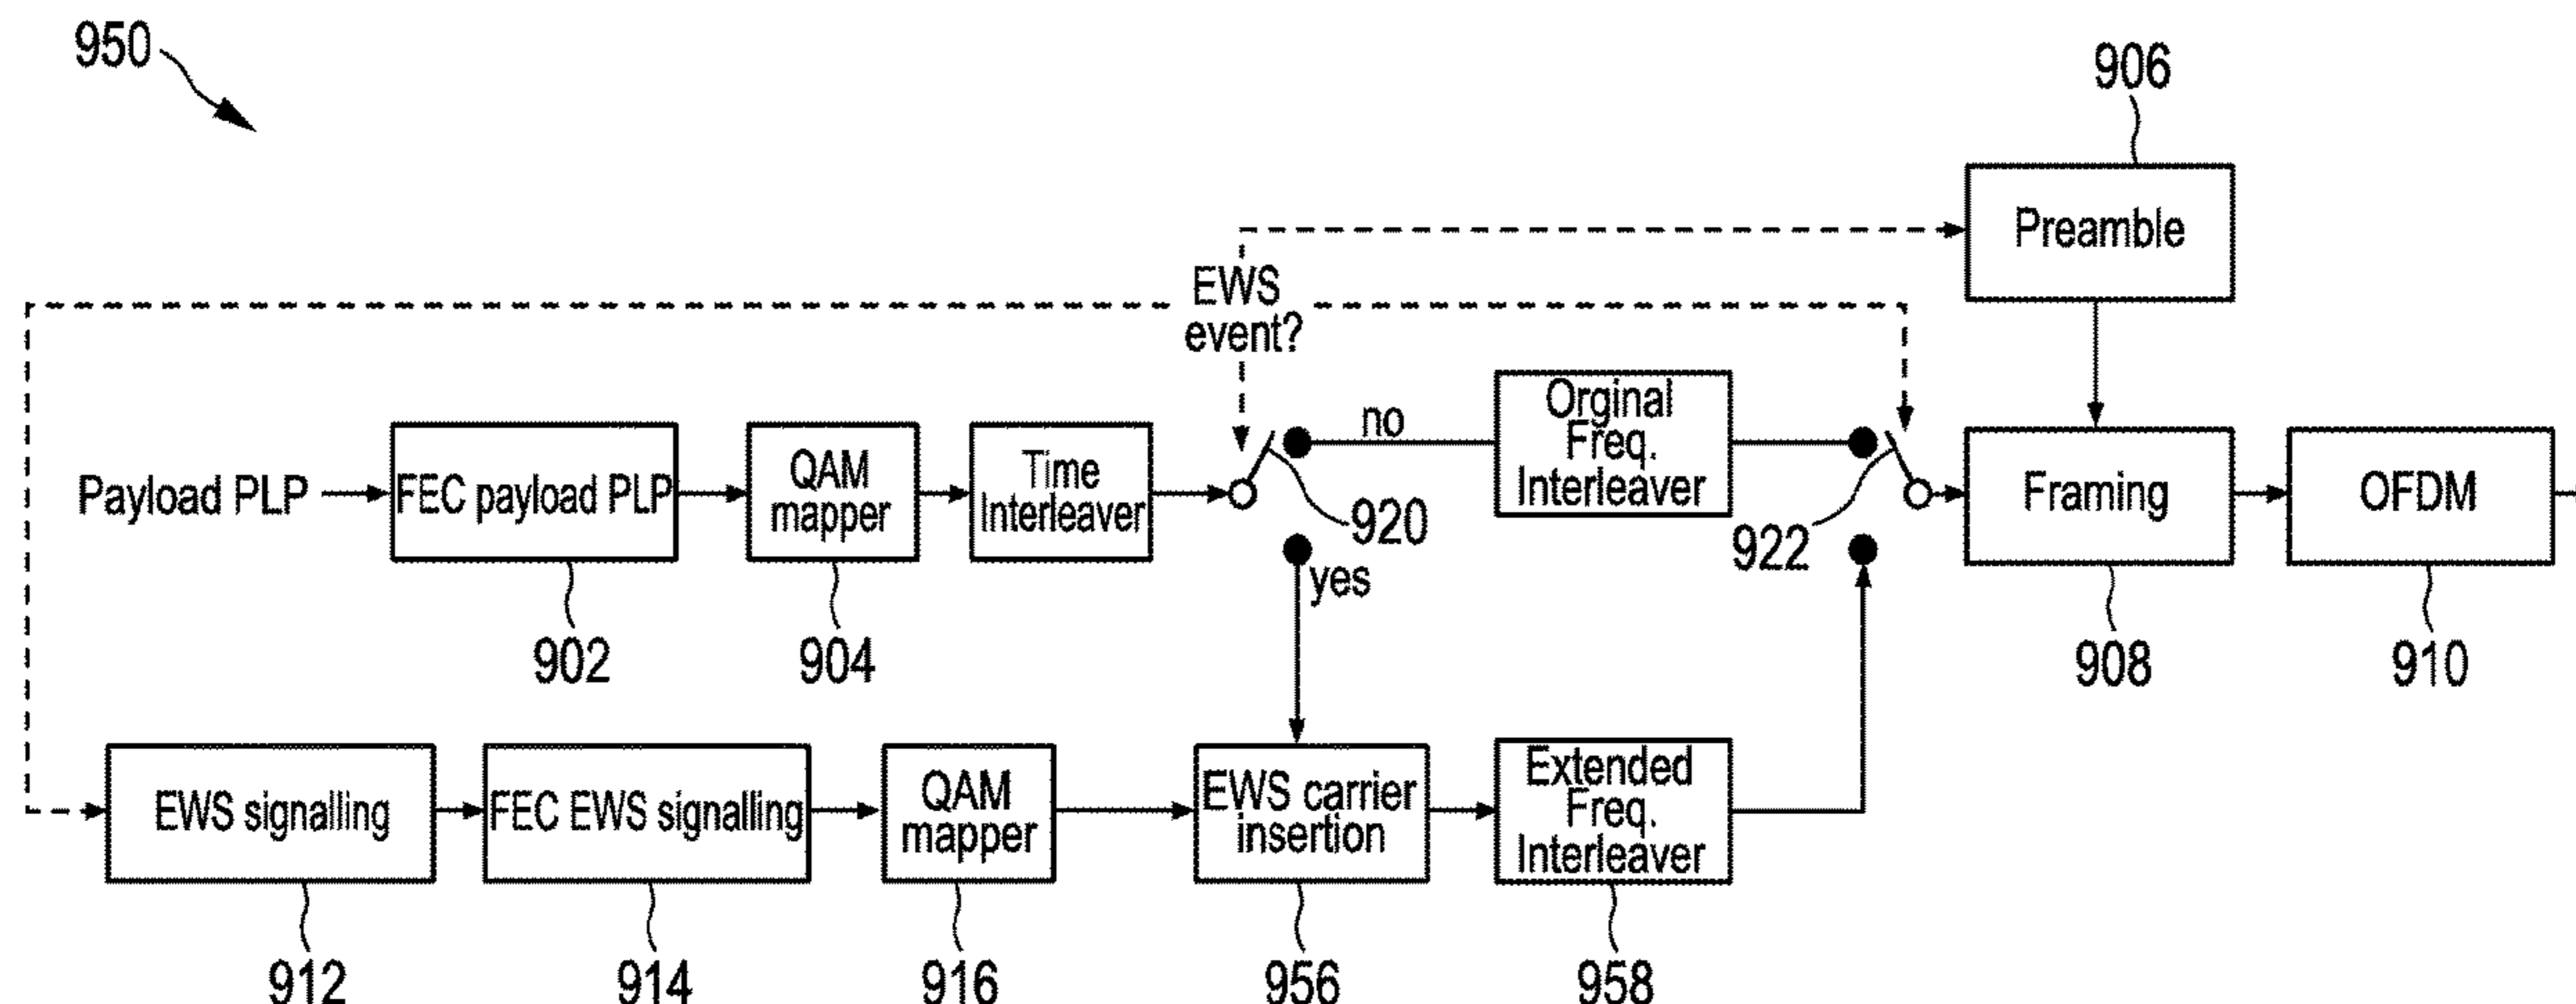 950
906
Preamble
EWS
event?
Payload PLP
FEC payload PLP
QAM
mapper
Time
Interleaver
no
Orginal
Freq.
Interleaver
Framing
OFDM
920
922
yes
902
904
908
910
EWS signalling
FEC EWS signalling
QAM
mapper
EWS carrier
insertion
Extended
Freq.
Interleaver
912
914
916
956
958